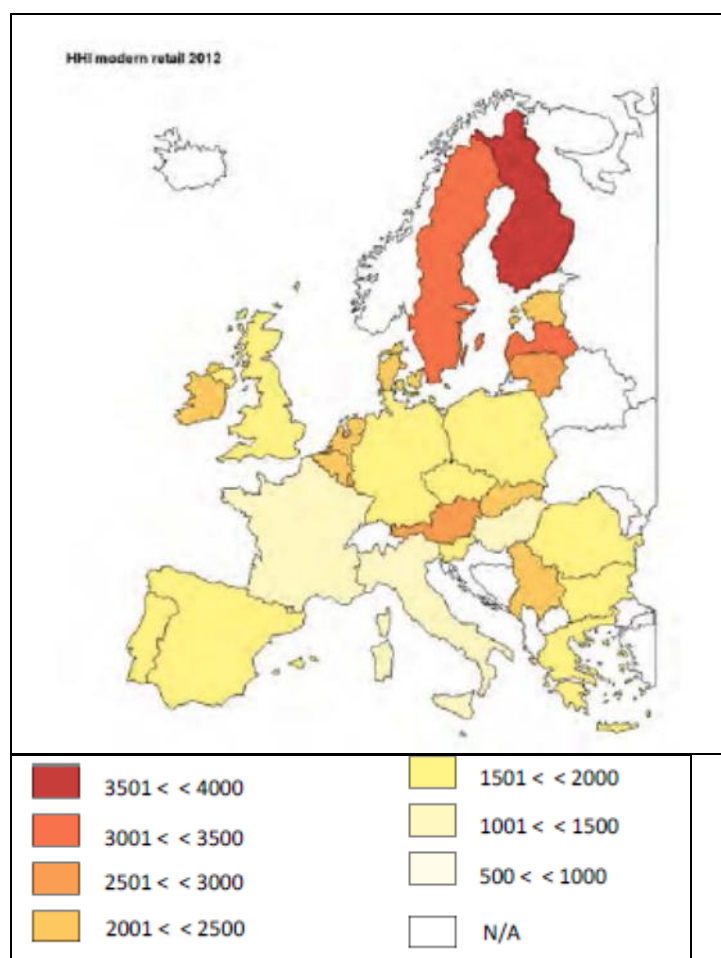 HHI modern retail 2012
3501 < < 4000
3001 < < 3500
2501 < < 3000
2001 < < 2500
1501 < < 2000
1001 < < 1500
500 < < 1000
N/A